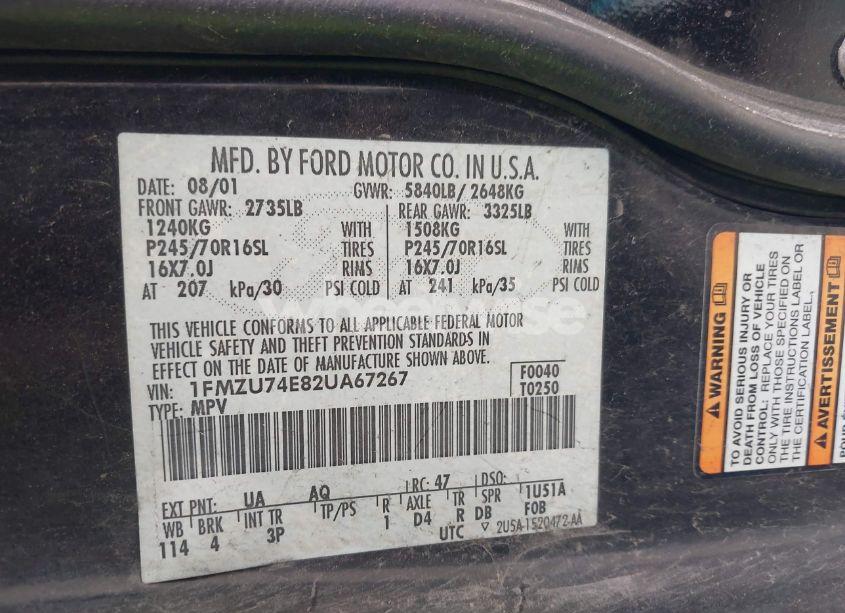 MFD. BY FORD MOTOR CO. IN U.S.A.
DATE: 08/01 GVWR: 5840LB / 2648KG
FRONT GAWR: 2735LB REAR GAWR: 3325LB
1240KG WITH 1508KG WITH
P245/70R16SL TIRES P245/70R16SL TIRES
16X7.0J RIMS 16X7.0J RIMS
AT 207 kPa/30 PSI COLD AT 241 kPa/35 PSI COLD
THIS VEHICLE CONFORMS TO ALL APPLICABLE FEDERAL MOTOR
VEHICLE SAFETY AND THEFT PREVENTION STANDARDS IN
EFFECT ON THE DATE OF MANUFACTURE SHOWN ABOVE.
VIN: 1FMZU74E82UA67267 F0040
TYPE: MPV T0250
EXT PNT: UA AQ RC: 47 DSO:
WB BRK INT TR TP/PS R AXLE TR SPR 1U51A
114 4 3P 1 D4 R DB FOB
UTC ▽ 2U5A-1520472-AA
⚠ WARNING
TO AVOID SERIOUS INJURY OR
DEATH FROM LOSS OF VEHICLE
CONTROL: REPLACE YOUR TIRES
ONLY WITH THOSE SPECIFIED ON
THE TIRE INSTRUCTIONS LABEL OR
THE CERTIFICATION LABEL.
⚠ AVERTISSEMENT